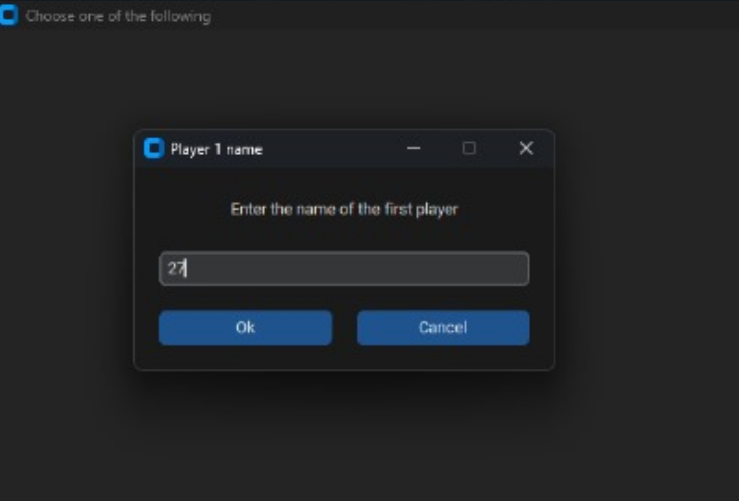 Choose one of the following
Player 1 name
Enter the name of the first player
27
Ok
Cancel